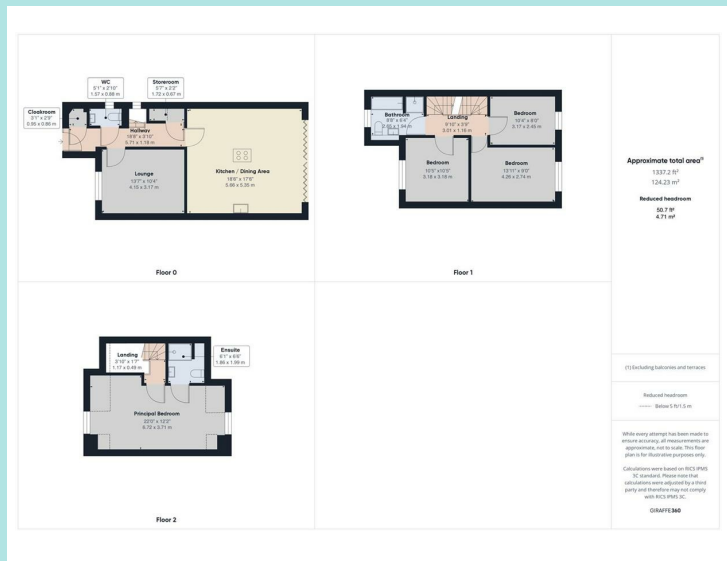 WC
5'1" x 2'10"
1.57 x 0.88 m
Storeroom
5'7" x 2'2"
1.72 x 0.67 m
Cloakroom
3'1" x 2'9"
0.95 x 0.86 m
Hallway
18'8" x 3'10"
5.71 x 1.19 m
Lounge
13'7" x 10'4"
4.15 x 3.17 m
Kitchen / Dining Area
18'6" x 17'6"
5.66 x 5.35 m
Floor 0
Bathroom
Landing
9'10" x 3'9"
3.01 x 1.16 m
Bedroom
10'4" x 8'0"
3.17 x 2.45 m
Bedroom
10'5" x 10'5"
3.18 x 3.18 m
Bedroom
13'11" x 9'0"
4.26 x 2.74 m
Floor 1
Landing
1.17 x 0.49 m
Ensuite
6'1" x 6'6"
1.86 x 1.99 m
Principal Bedroom
22'0" x 12'2"
6.72 x 3.71 m
Floor 2
Approximate total area⁽¹⁾
1337.2 ft²
124.23 m²
Reduced headroom
50.7 ft²
4.71 m²
(1) Excluding balconies and terraces
Reduced headroom
Below 5 ft/1.5 m
While every attempt has been made to
ensure accuracy, all measurements are
approximate, not to scale. This floor
plan is for illustrative purposes only.
Calculations were based on RICS IPMS
3C standard. Please note that
calculations were adjusted by a third
party and therefore may not comply
with RICS IPMS 3C.
GIRAFFE360